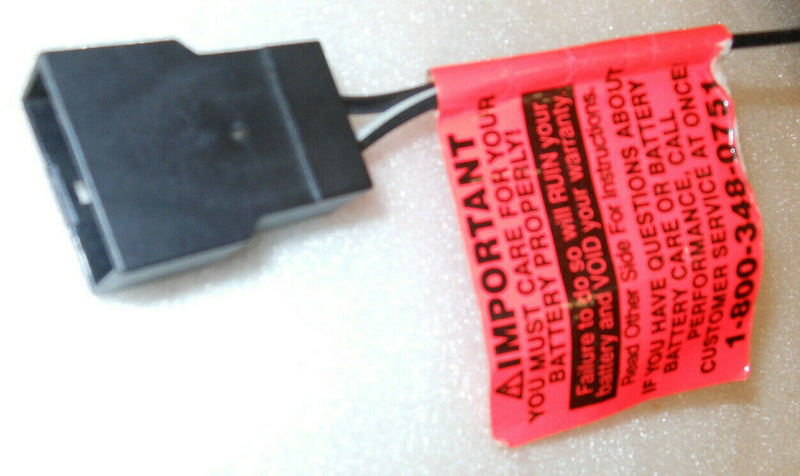 ⚠IMPORTANT
YOU MUST CARE FOR YOUR
BATTERY PROPERLY!
Failure to do so will RUIN your
battery and VOID your warranty.
Read Other Side For Instructions.
IF YOU HAVE QUESTIONS ABOUT
BATTERY CARE OR BATTERY
PERFORMANCE, CALL
CUSTOMER SERVICE AT ONCE!
1-800-348-0751